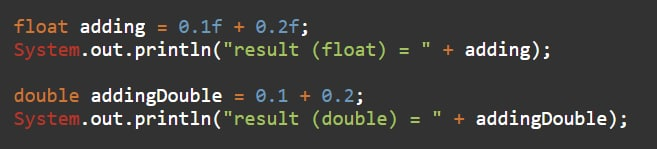 float adding = 0.1f + 0.2f;
System.out.println("result (float) = " + adding);
double addingDouble = 0.1 + 0.2;
System.out.println("result (double) = " + addingDouble);